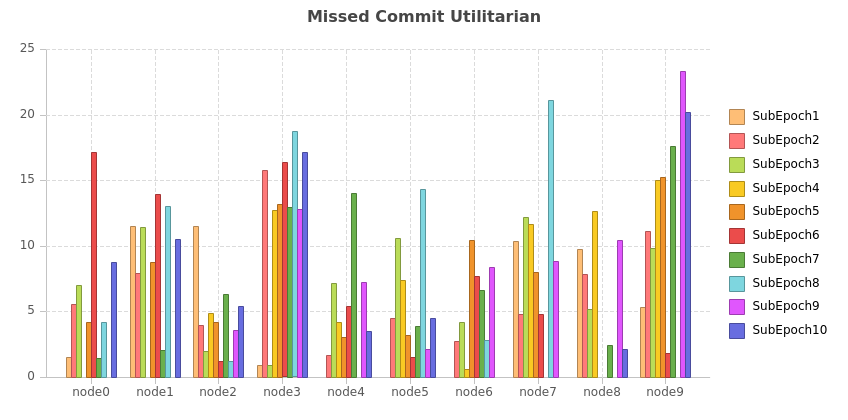 Missed Commit Utilitarian
25
20
15
10
5
0
node0 node1 node2 node3 node4 node5 node6 node7 node8 node9
SubEpoch1
SubEpoch2
SubEpoch3
SubEpoch4
SubEpoch5
SubEpoch6
SubEpoch7
SubEpoch8
SubEpoch9
SubEpoch10